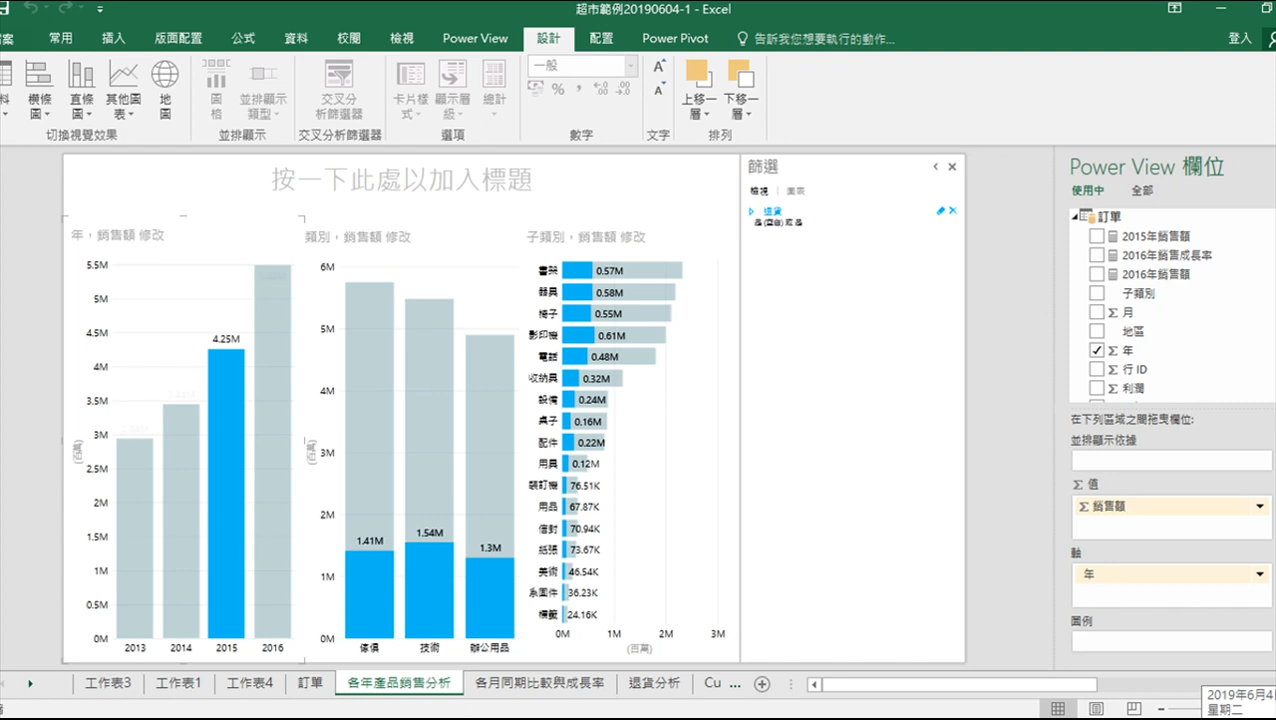 超市範例20190604-1 - Excel
常用 插入 版面配置 公式 資料 校閱 檢視 Power View 設計 配置 Power Pivot 告訴我您想要執行的動作... 登入
一般
橫條圖 直條圖 其他圖表 地圖 圖格 並排顯示類型 交叉分析篩選器 卡片樣式 顯示層級 總計 上移一層 下移一層
切換視覺效果 並排顯示 交叉分析篩選器 選項 數字 文字 排列
按一下此處以加入標題
年，銷售額 修改
5.5M
5M
4.5M
4M
3.5M
3M
2.5M
2M
1.5M
1M
0.5M
0M
(百萬)
4.25M
2013 2014 2015 2016
類別，銷售額 修改
6M
5M
4M
3M
2M
1M
0M
(百萬)
1.41M 1.54M 1.3M
傢俱 技術 辦公用品
子類別，銷售額 修改
書架 0.57M
器具 0.58M
椅子 0.55M
影印機 0.61M
電話 0.48M
收納具 0.32M
設備 0.24M
桌子 0.16M
配件 0.22M
用具 0.12M
裝訂機 76.51K
用品 67.87K
信封 70.94K
紙張 73.67K
美術 46.54K
系固件 36.23K
標籤 24.16K
0M 1M 2M 3M
(百萬)
篩選
檢視 圖表
退貨
是 (空白) 或 是
Power View 欄位
使用中 全部
訂單
2015年銷售額
2016年銷售成長率
2016年銷售額
子類別
Σ 月
地區
Σ 年
Σ 行 ID
Σ 利潤
在下列區域之間拖曳欄位:
並排顯示依據
Σ 值
Σ 銷售額
軸
年
圖例
工作表3 工作表1 工作表4 訂單 各年產品銷售分析 各月同期比較與成長率 退貨分析 Cu ...
2019年6月4
星期二